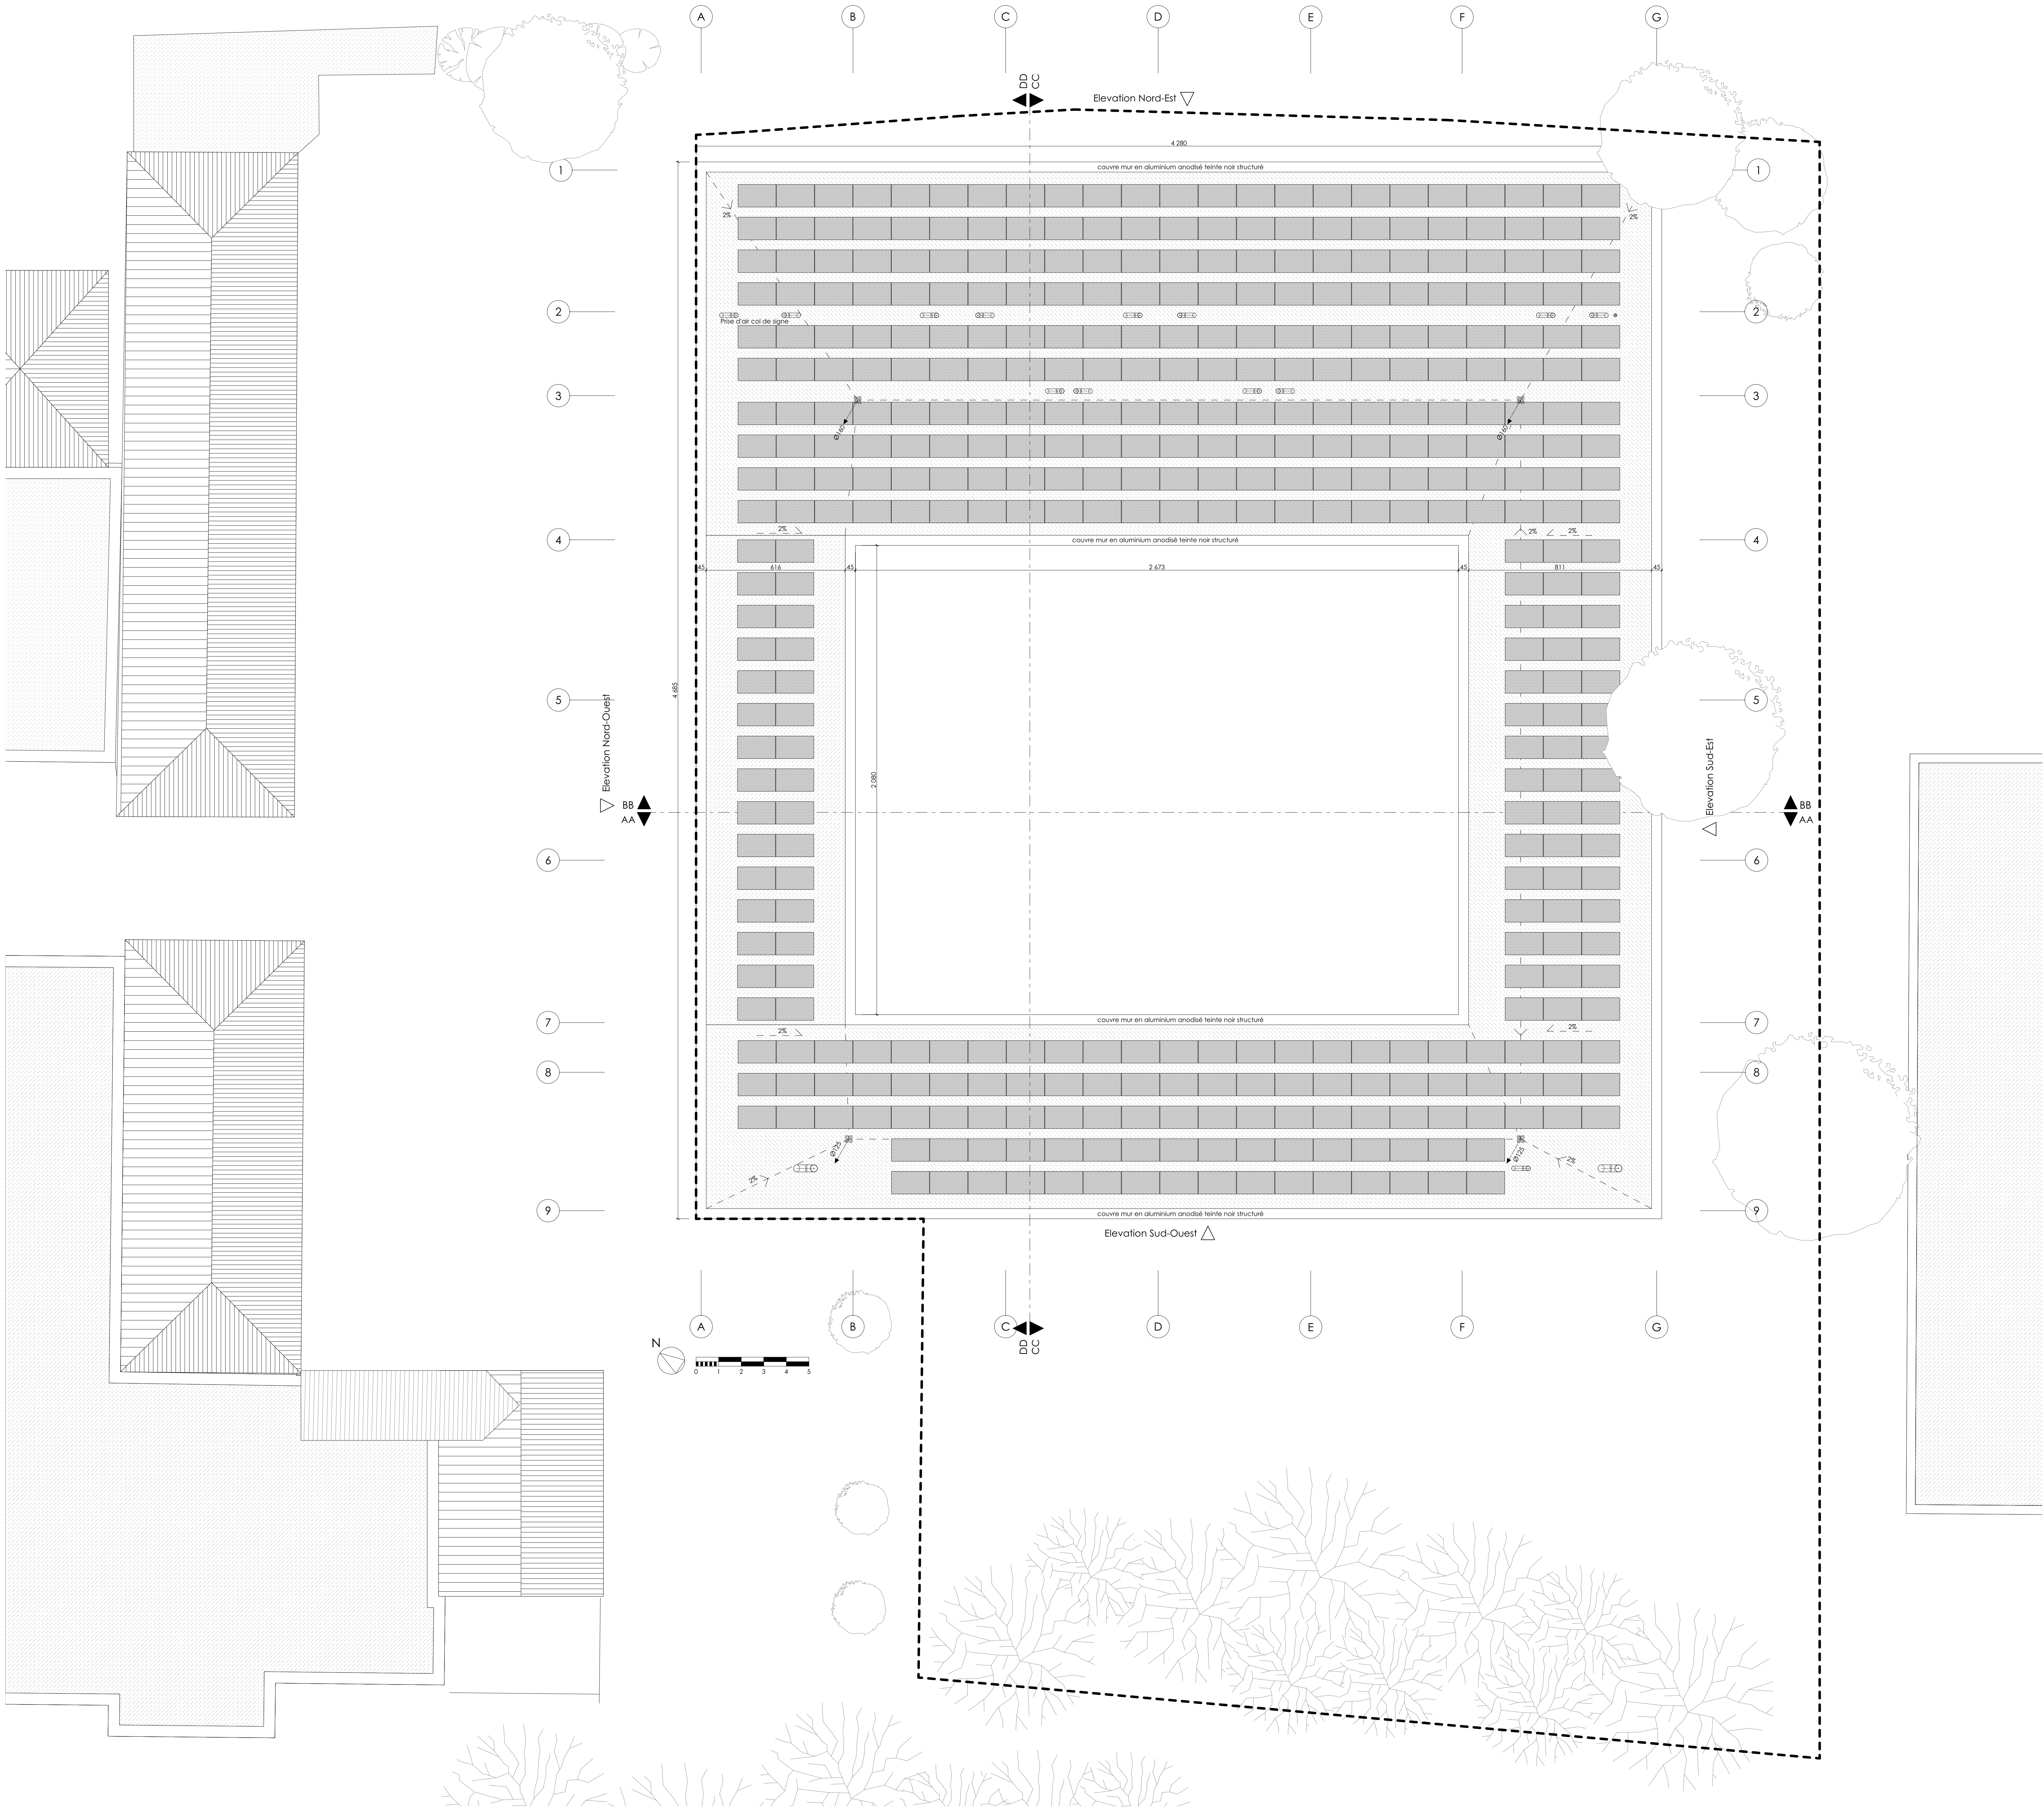 A B C D E F G
DD
CC
Elevation Nord-Est
4 280
couvre mur en aluminium anodisé teinte noir structuré
1 1
2% 2%
2 2
Prise d'air col de signe
3 3
Ø160 Ø160
2% 2% 2%
4 4
couvre mur en aluminium anodisé teinte noir structuré
45 616 45 2 673 45 811 45
4 685
5 5
Elevation Nord-Ouest
Elevation Sud-Est
2 080
BB BB
AA AA
6 6
couvre mur en aluminium anodisé teinte noir structuré
7 7
2% 2%
8 8
Ø125 Ø125
2% 2%
9 9
couvre mur en aluminium anodisé teinte noir structuré
Elevation Sud-Ouest
A B C D E F G
DD
CC
N
0 1 2 3 4 5